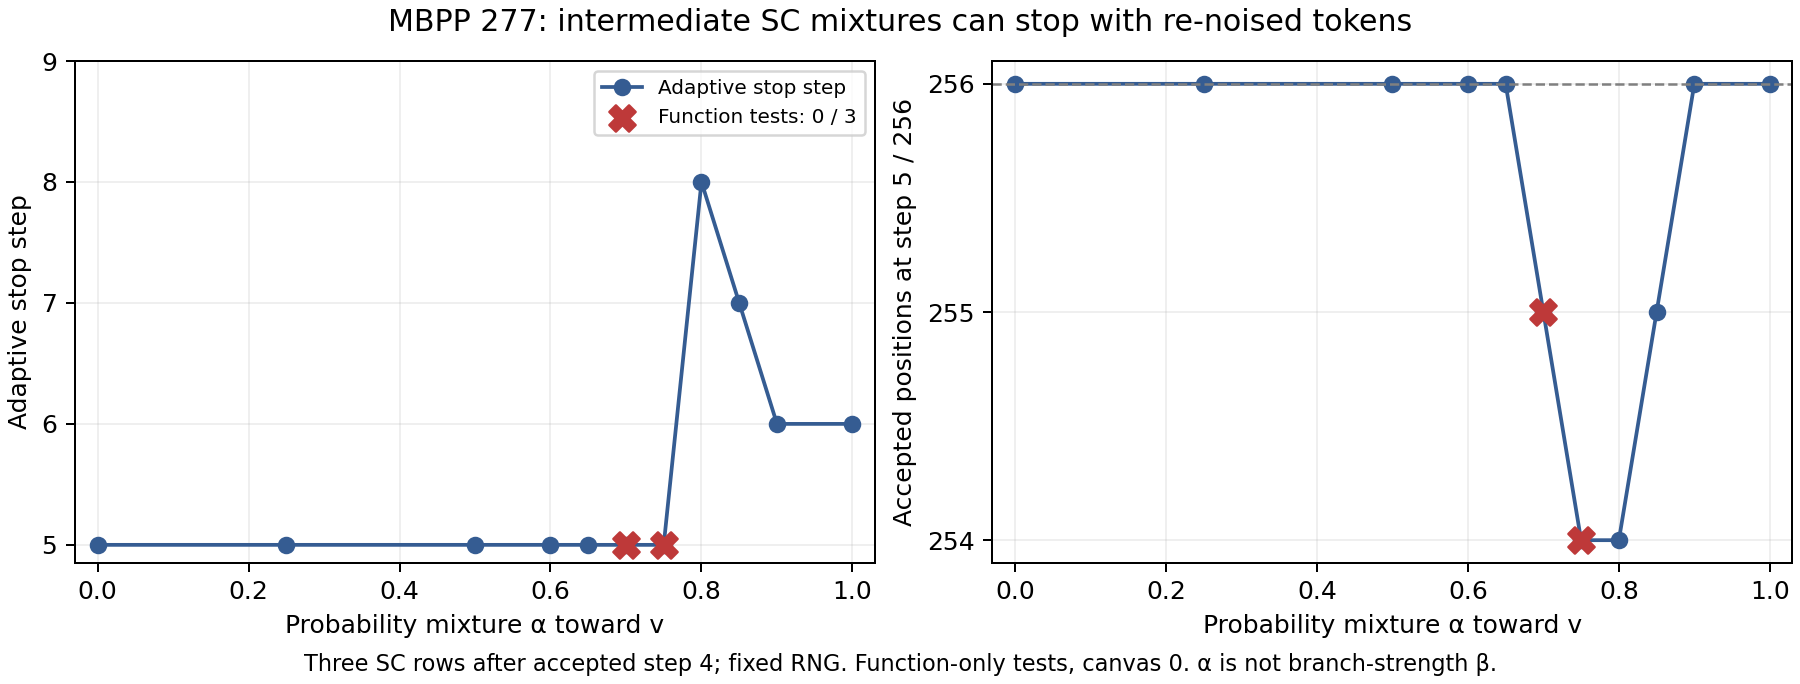 MBPP 277: intermediate SC mixtures can stop with re-noised tokens
Adaptive stop step
9
8
7
6
5
Adaptive stop step
Function tests: 0 / 3
0.0 0.2 0.4 0.6 0.8 1.0
Probability mixture α toward v
Accepted positions at step 5 / 256
256
255
254
0.0 0.2 0.4 0.6 0.8 1.0
Probability mixture α toward v
Three SC rows after accepted step 4; fixed RNG. Function-only tests, canvas 0. α is not branch-strength β.